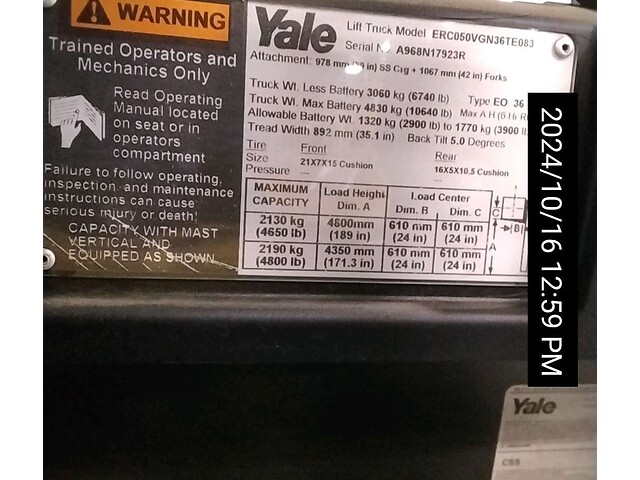 WARNING
Trained Operators and
Mechanics Only
Read Operating
Manual located
on seat or in
operators
compartment
Failure to follow operating,
inspection and maintenance
instructions can cause
serious injury or death!
CAPACITY WITH MAST
VERTICAL AND
EQUIPPED AS SHOWN
Yale
Lift Truck Model ERC050VGN36TE083
Serial No A968N17923R
Attachment: 978 mm SS Crg + 1067 mm (42 in) Forks
Truck Wt. Less Battery 3060 kg (6740 lb) Type EO 36
Truck Wt. Max Battery 4830 kg (10640 lb) Max A H (6 Hr
Allowable Battery Wt. 1320 kg (2900 lb) to 1770 kg (3900 lb
Tread Width 892 mm (35.1 in) Back Tilt 5.0 Degrees
Tire Front Rear
Size 21X7X15 Cushion 16X5X10.5 Cushion
Pressure — —
MAXIMUM CAPACITY Load Height Dim. A Load Center Dim. B Dim. C
2130 kg (4650 lb) 4600mm (189 in) 610 mm (24 in) 610 mm (24 in)
2190 kg (4800 lb) 4350 mm (171.3 in) 610 mm (24 in) 610 mm (24 in)
C
B
A
2024/10/16 12:59 PM
Yale
CSS